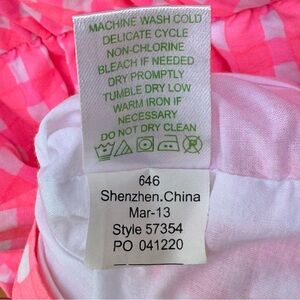 MACHINE WASH COLD
DELICATE CYCLE
NON-CHLORINE
BLEACH IF NEEDED
DRY PROMPTLY
TUMBLE DRY LOW
WARM IRON IF
NECESSARY
DO NOT DRY CLEAN
646
Shenzhen.China
Mar-13
Style 57354
PO 041220